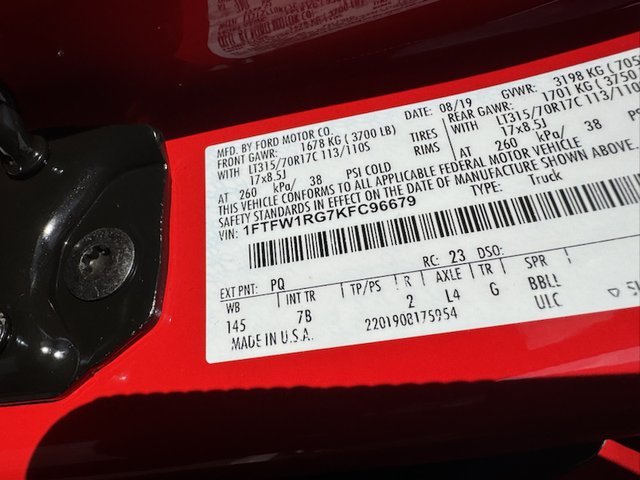 MFD. BY FORD MOTOR CO.
DATE: 08/19 GVWR: 3198 KG (705
FRONT GAWR: 1678 KG (3700 LB) REAR GAWR: 1701 KG (3750
WITH LT315/70R17C 113/110S TIRES WITH LT315/70R17C 113/110S
17x8.5J RIMS 17x8.5J
AT 260 kPa/ 38 PSI COLD AT 260 kPa/ 38 PS
THIS VEHICLE CONFORMS TO ALL APPLICABLE FEDERAL MOTOR VEHICLE
SAFETY STANDARDS IN EFFECT ON THE DATE OF MANUFACTURE SHOWN ABOVE.
VIN: 1FTFW1RG7KFC96679 TYPE: Truck
EXT PNT: PQ RC: 23 DSO:
WB INT TR TP/PS R AXLE TR SPR
145 7B 2 L4 G BBLL
MADE IN U.S.A. 2201908175954 ULC